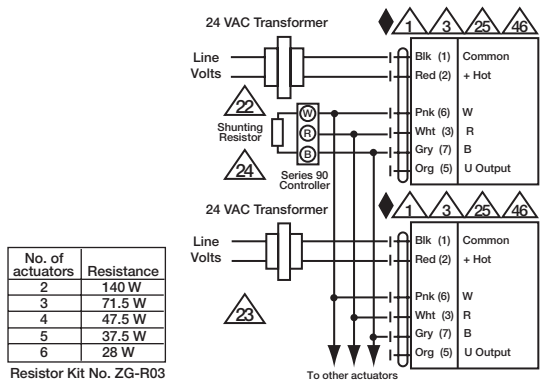 24 VAC Transformer
1 3 25 46
Line
Volts
Blk (1) Common
Red (2) + Hot
22
Shunting
Resistor
W
R
B
Pnk (6) W
Wht (3) R
Gry (7) B
Org (5) U Output
24
Series 90
Controller
24 VAC Transformer
1 3 25 46
Line
Volts
Blk (1) Common
Red (2) + Hot
23
Pnk (6) W
Wht (3) R
Gry (7) B
Org (5) U Output
To other actuators
No. of
actuators Resistance
2 140 W
3 71.5 W
4 47.5 W
5 37.5 W
6 28 W
Resistor Kit No. ZG-R03